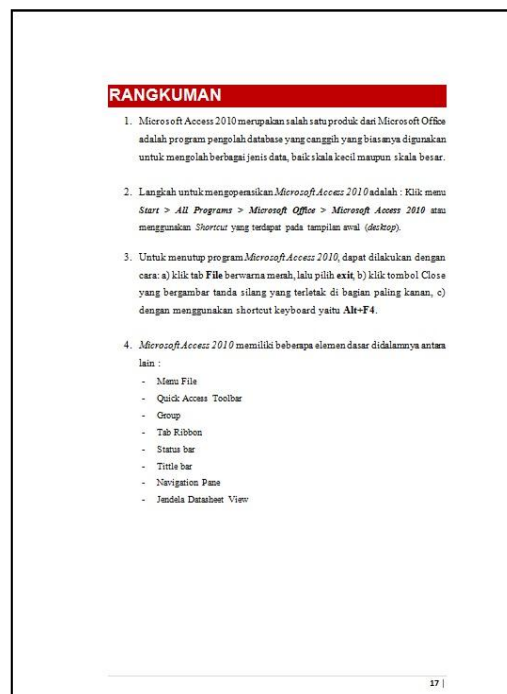 RANGKUMAN
1. Microsoft Access 2010 merupakan salah satu produk dari Microsoft Office
adalah program pengolah database yang canggih yang biasanya digunakan
untuk mengolah berbagai jenis data, baik skala kecil maupun skala besar.
2. Langkah untuk mengoperasikan Microsoft Access 2010 adalah : Klik menu
Start > All Programs > Microsoft Office > Microsoft Access 2010 atau
menggunakan Shortcut yang terdapat pada tampilan awal (desktop).
3. Untuk menutup program Microsoft Access 2010, dapat dilakukan dengan
cara: a) klik tab File berwarna merah, lalu pilih exit, b) klik tombol Close
yang bergambar tanda silang yang terletak di bagian paling kanan, c)
dengan menggunakan shortcut keyboard yaitu Alt+F4.
4. Microsoft Access 2010 memiliki beberapa elemen dasar didalamnya antara
lain :
- Menu File
- Quick Access Toolbar
- Group
- Tab Ribbon
- Status bar
- Tittle bar
- Navigation Pane
- Jendela Datasheet View
17 |